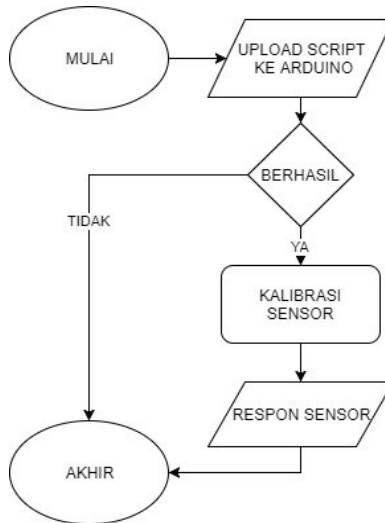 MULAI
UPLOAD SCRIPT
KE ARDUINO
BERHASIL
TIDAK
YA
KALIBRASI
SENSOR
RESPON SENSOR
AKHIR